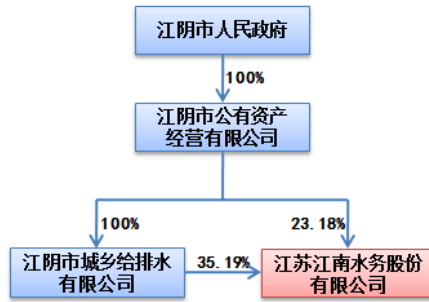 江阴市人民政府
100%
江阴市公有资产
经营有限公司
100%
23.18%
江阴市城乡给排水
有限公司
35.19%
江苏江南水务股份
有限公司